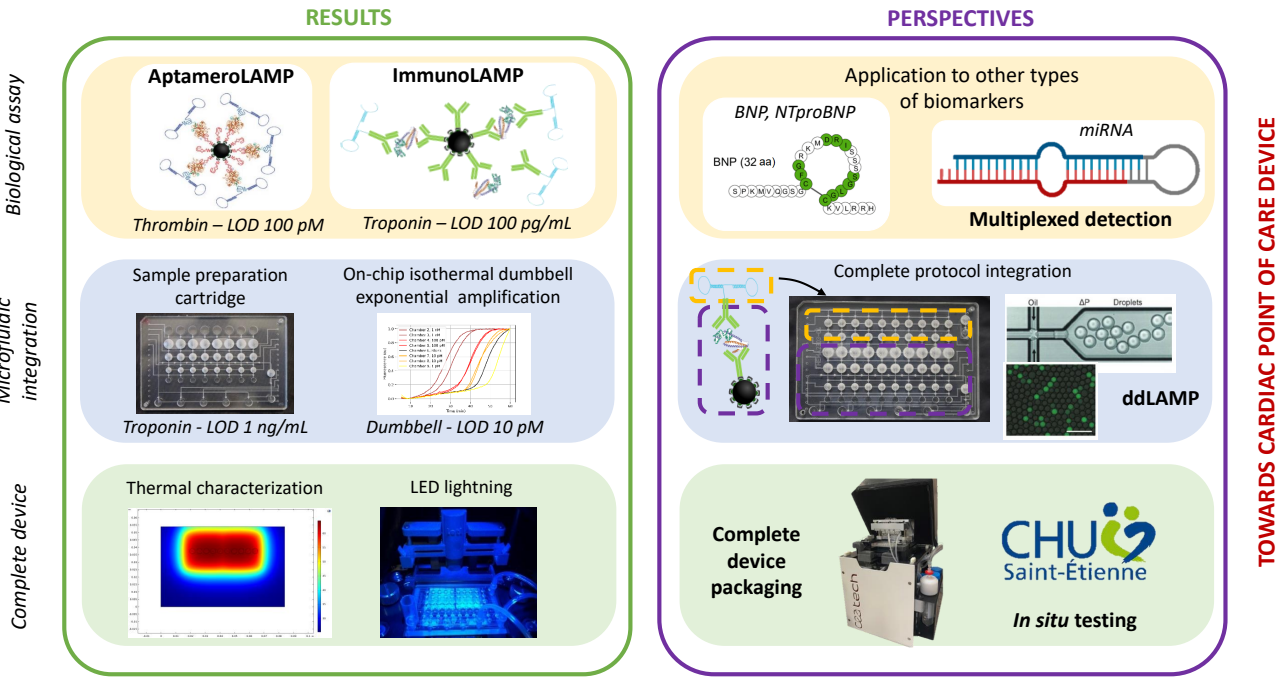 RESULTS
PERSPECTIVES
Biological assay
AptameroLAMP
ImmunoLAMP
Thrombin – LOD 100 pM
Troponin – LOD 100 pg/mL
Application to other types
of biomarkers
BNP, NTproBNP
BNP (32 aa)
S P K M V Q G S G
C F G R K M D R I S S S S G L G C
K V L R R H
miRNA
Multiplexed detection
Microfluidic
integration
Sample preparation
cartridge
On-chip isothermal dumbbell
exponential amplification
Time (min)
Troponin - LOD 1 ng/mL
Dumbbell - LOD 10 pM
Complete protocol integration
Oil
ΔP
Droplets
ddLAMP
Complete device
Thermal characterization
LED lightning
Complete
device
packaging
tech
CHU
Saint-Étienne
In situ testing
TOWARDS CARDIAC POINT OF CARE DEVICE